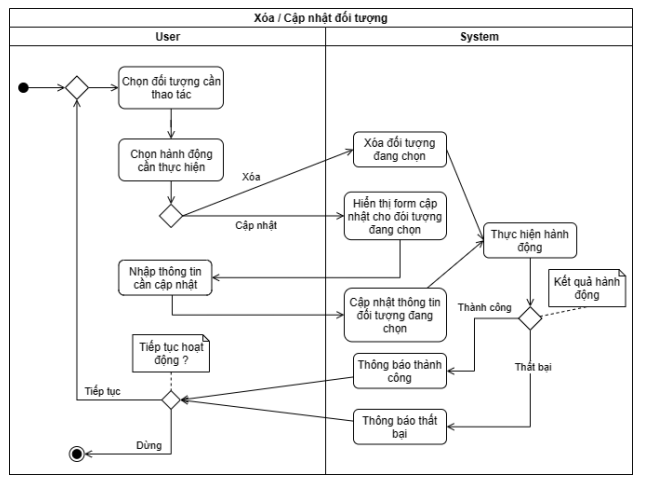 Xóa / Cập nhật đối tượng
User
System
Chọn đối tượng cần
thao tác
Chọn hành động
cần thực hiện
Xóa
Xóa đối tượng
đang chọn
Cập nhật
Hiển thị form cập
nhật cho đối tượng
đang chọn
Thực hiện hành
động
Nhập thông tin
cần cập nhật
Kết quả hành
động
Cập nhật thông tin
đối tượng đang
chọn
Thành công
Thất bại
Tiếp tục hoạt
động ?
Thông báo thành
công
Tiếp tục
Thông báo thất
bại
Dừng